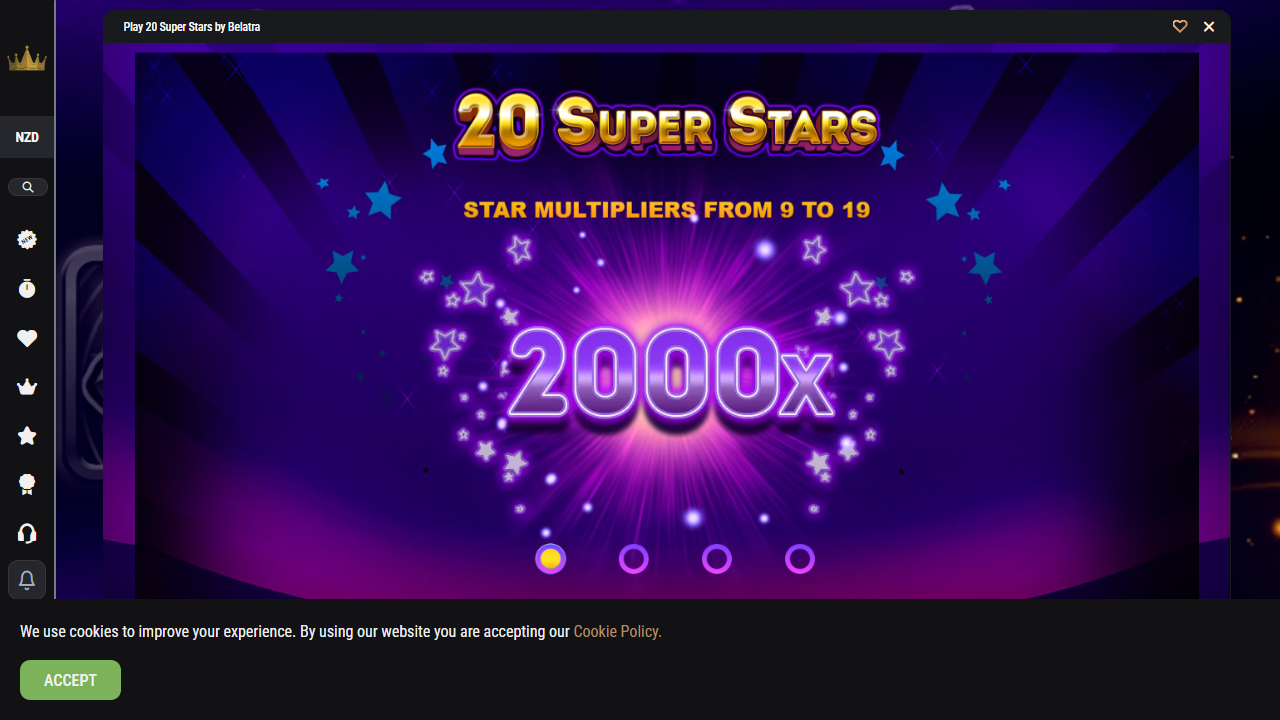 Play 20 Super Stars by Belatra
NZD
NEW
20 SUPER STARS
STAR MULTIPLIERS FROM 9 TO 19
2000x
We use cookies to improve your experience. By using our website you are accepting our Cookie Policy.
ACCEPT